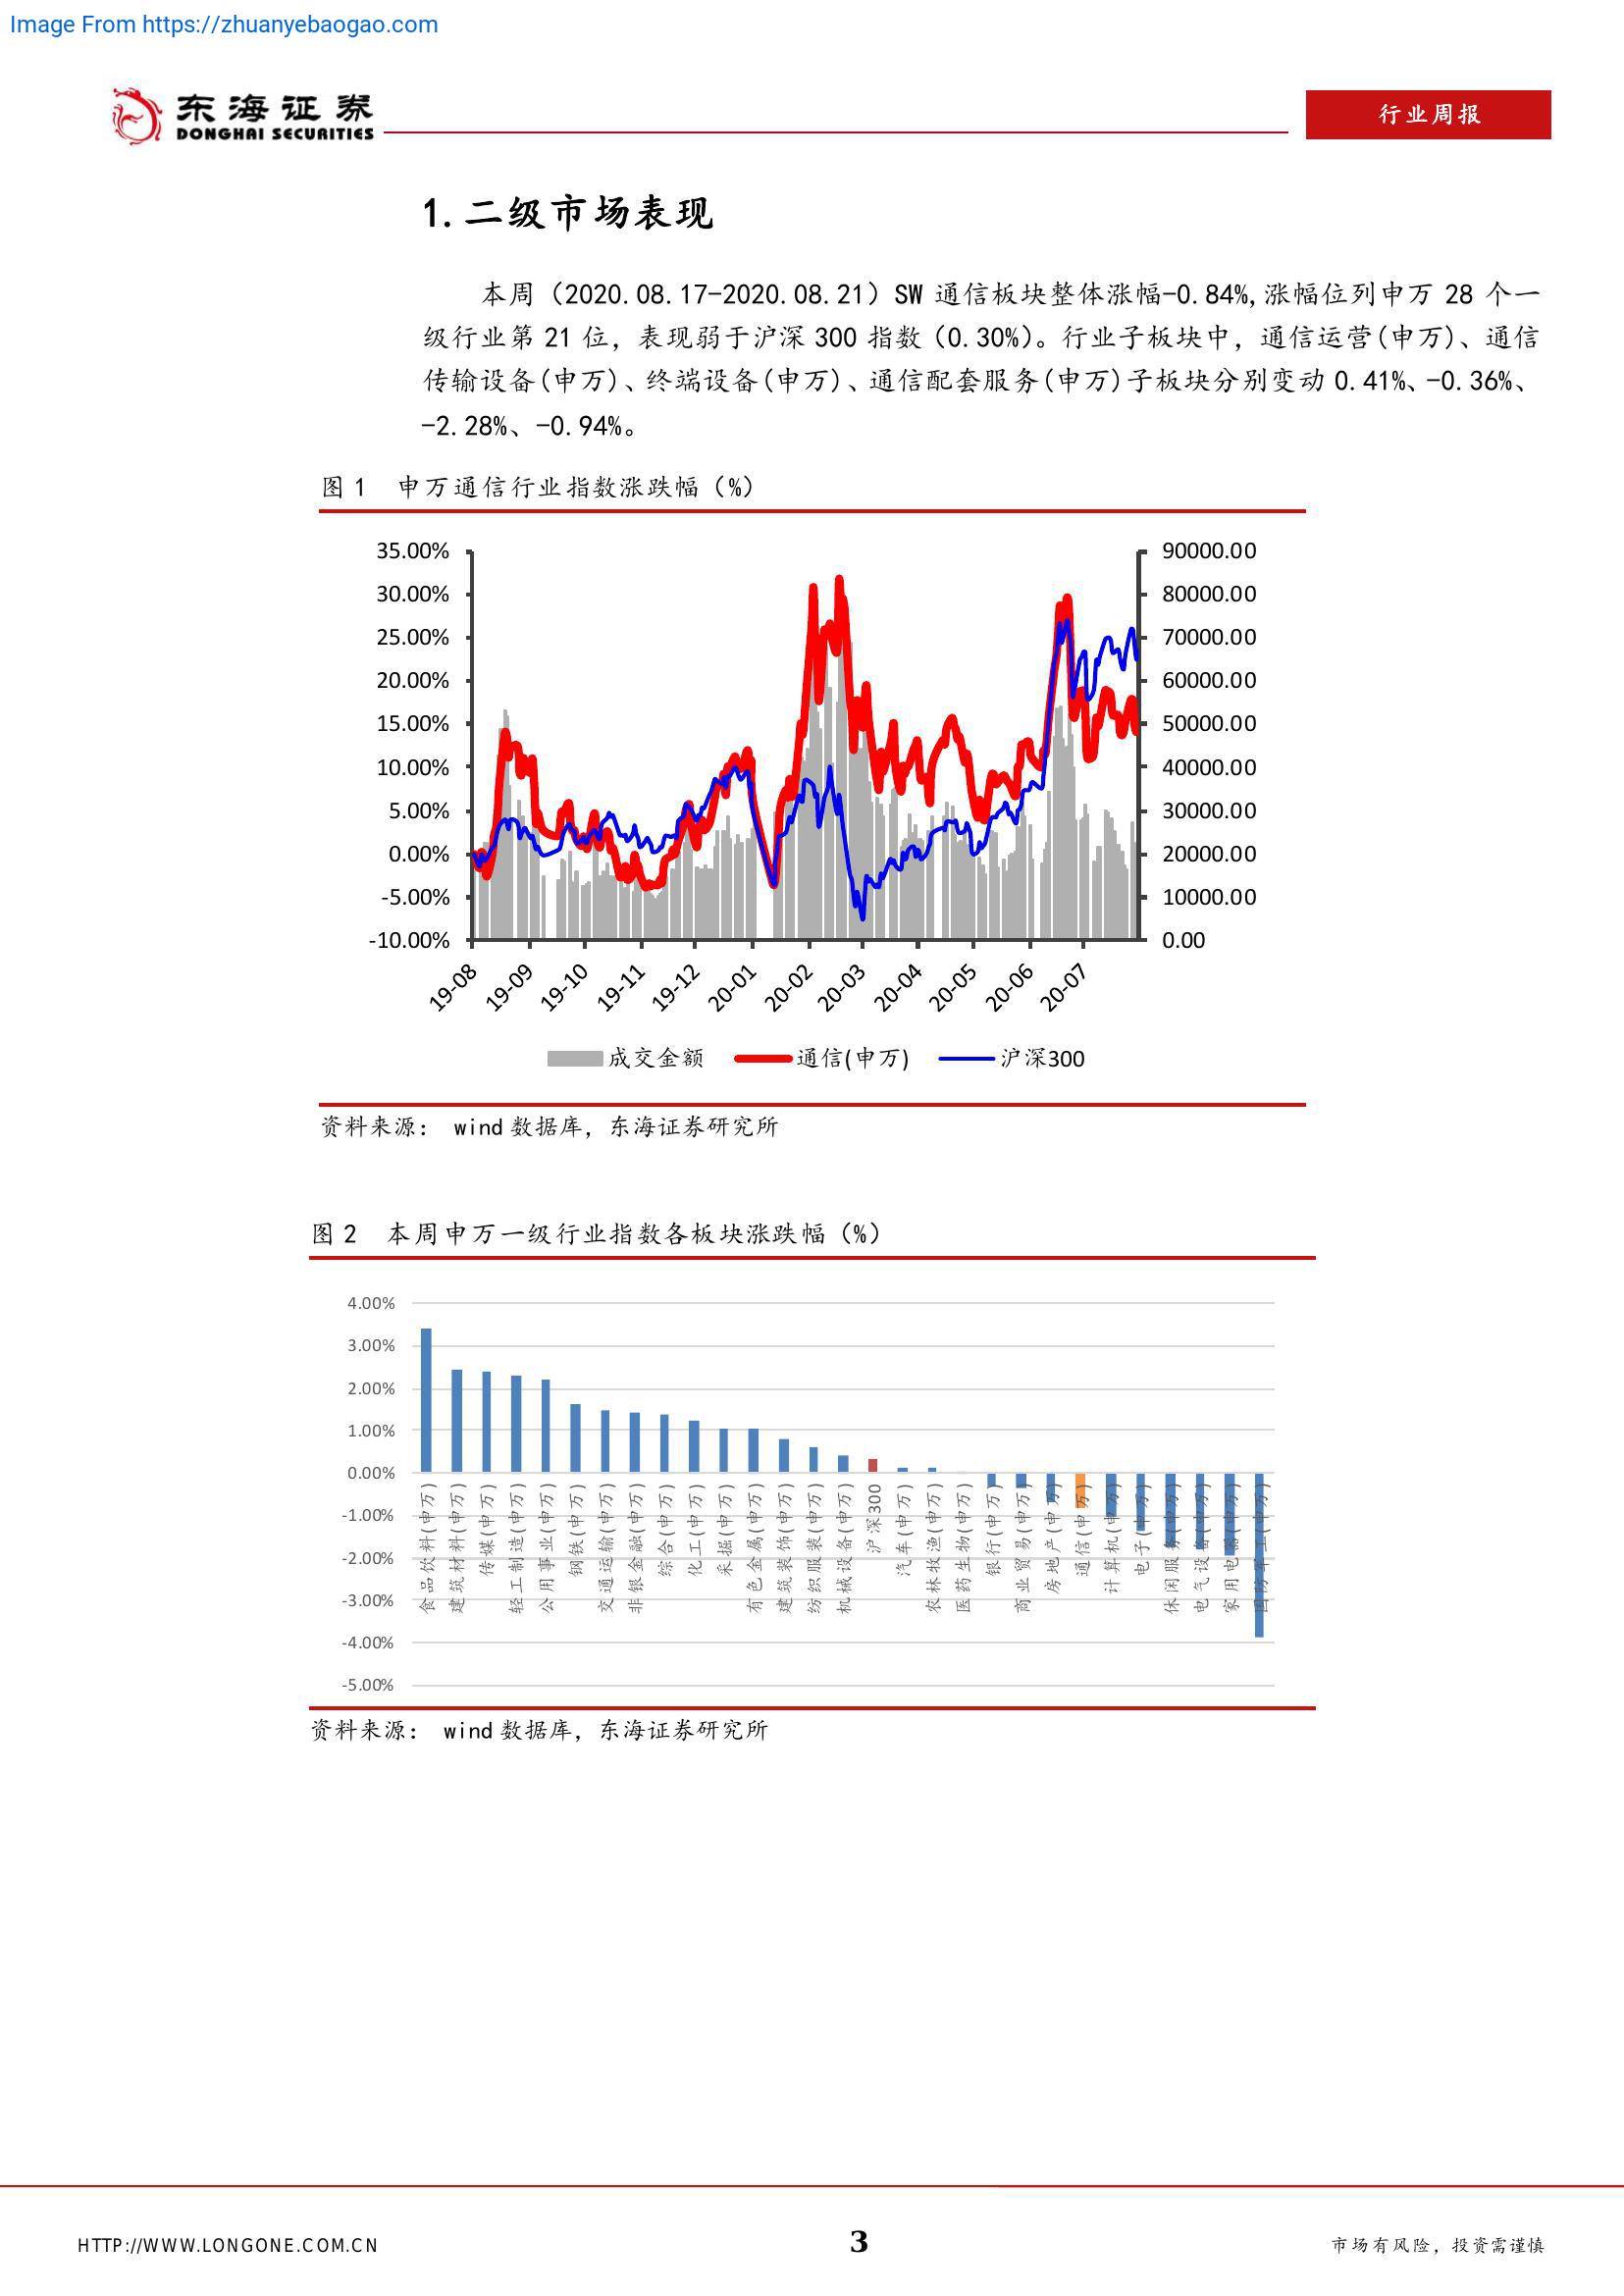 Image From https://zhuanyebaogao.com
东海证券
DONGHAI SECURITIES
行业周报
1.二级市场表现
本周（2020.08.17-2020.08.21）SW 通信板块整体涨幅-0.84%,涨幅位列申万 28 个一
级行业第 21 位，表现弱于沪深 300 指数（0.30%）。行业子板块中，通信运营(申万)、通信
传输设备(申万)、终端设备(申万)、通信配套服务(申万)子板块分别变动 0.41%、-0.36%、
-2.28%、-0.94%。
图 1 申万通信行业指数涨跌幅（%）
35.00%
30.00%
25.00%
20.00%
15.00%
10.00%
5.00%
0.00%
-5.00%
-10.00%
90000.00
80000.00
70000.00
60000.00
50000.00
40000.00
30000.00
20000.00
10000.00
0.00
19-08
19-09
19-10
19-11
19-12
20-01
20-02
20-03
20-04
20-05
20-06
20-07
成交金额
通信(申万)
沪深300
资料来源： wind 数据库，东海证券研究所
图 2 本周申万一级行业指数各板块涨跌幅（%）
4.00%
3.00%
2.00%
1.00%
0.00%
-1.00%
-2.00%
-3.00%
-4.00%
-5.00%
食品饮料(申万)
建筑材料(申万)
传媒(申万)
轻工制造(申万)
公用事业(申万)
钢铁(申万)
交通运输(申万)
非银金融(申万)
综合(申万)
化工(申万)
采掘(申万)
有色金属(申万)
建筑装饰(申万)
纺织服装(申万)
机械设备(申万)
沪深300
汽车(申万)
农林牧渔(申万)
医药生物(申万)
银行(申万)
商业贸易(申万)
房地产(申万)
通信(申万)
计算机(申万)
电子(申万)
休闲服务(申万)
电气设备(申万)
家用电器(申万)
国防军工(申万)
资料来源： wind 数据库，东海证券研究所
HTTP://WWW.LONGONE.COM.CN
3
市场有风险，投资需谨慎